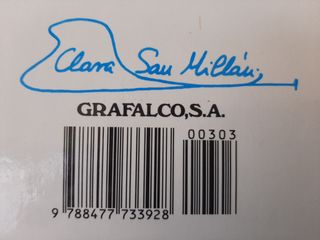 Clara San Millán,
GRAFALCO,S.A.
00303
9 788477 733928